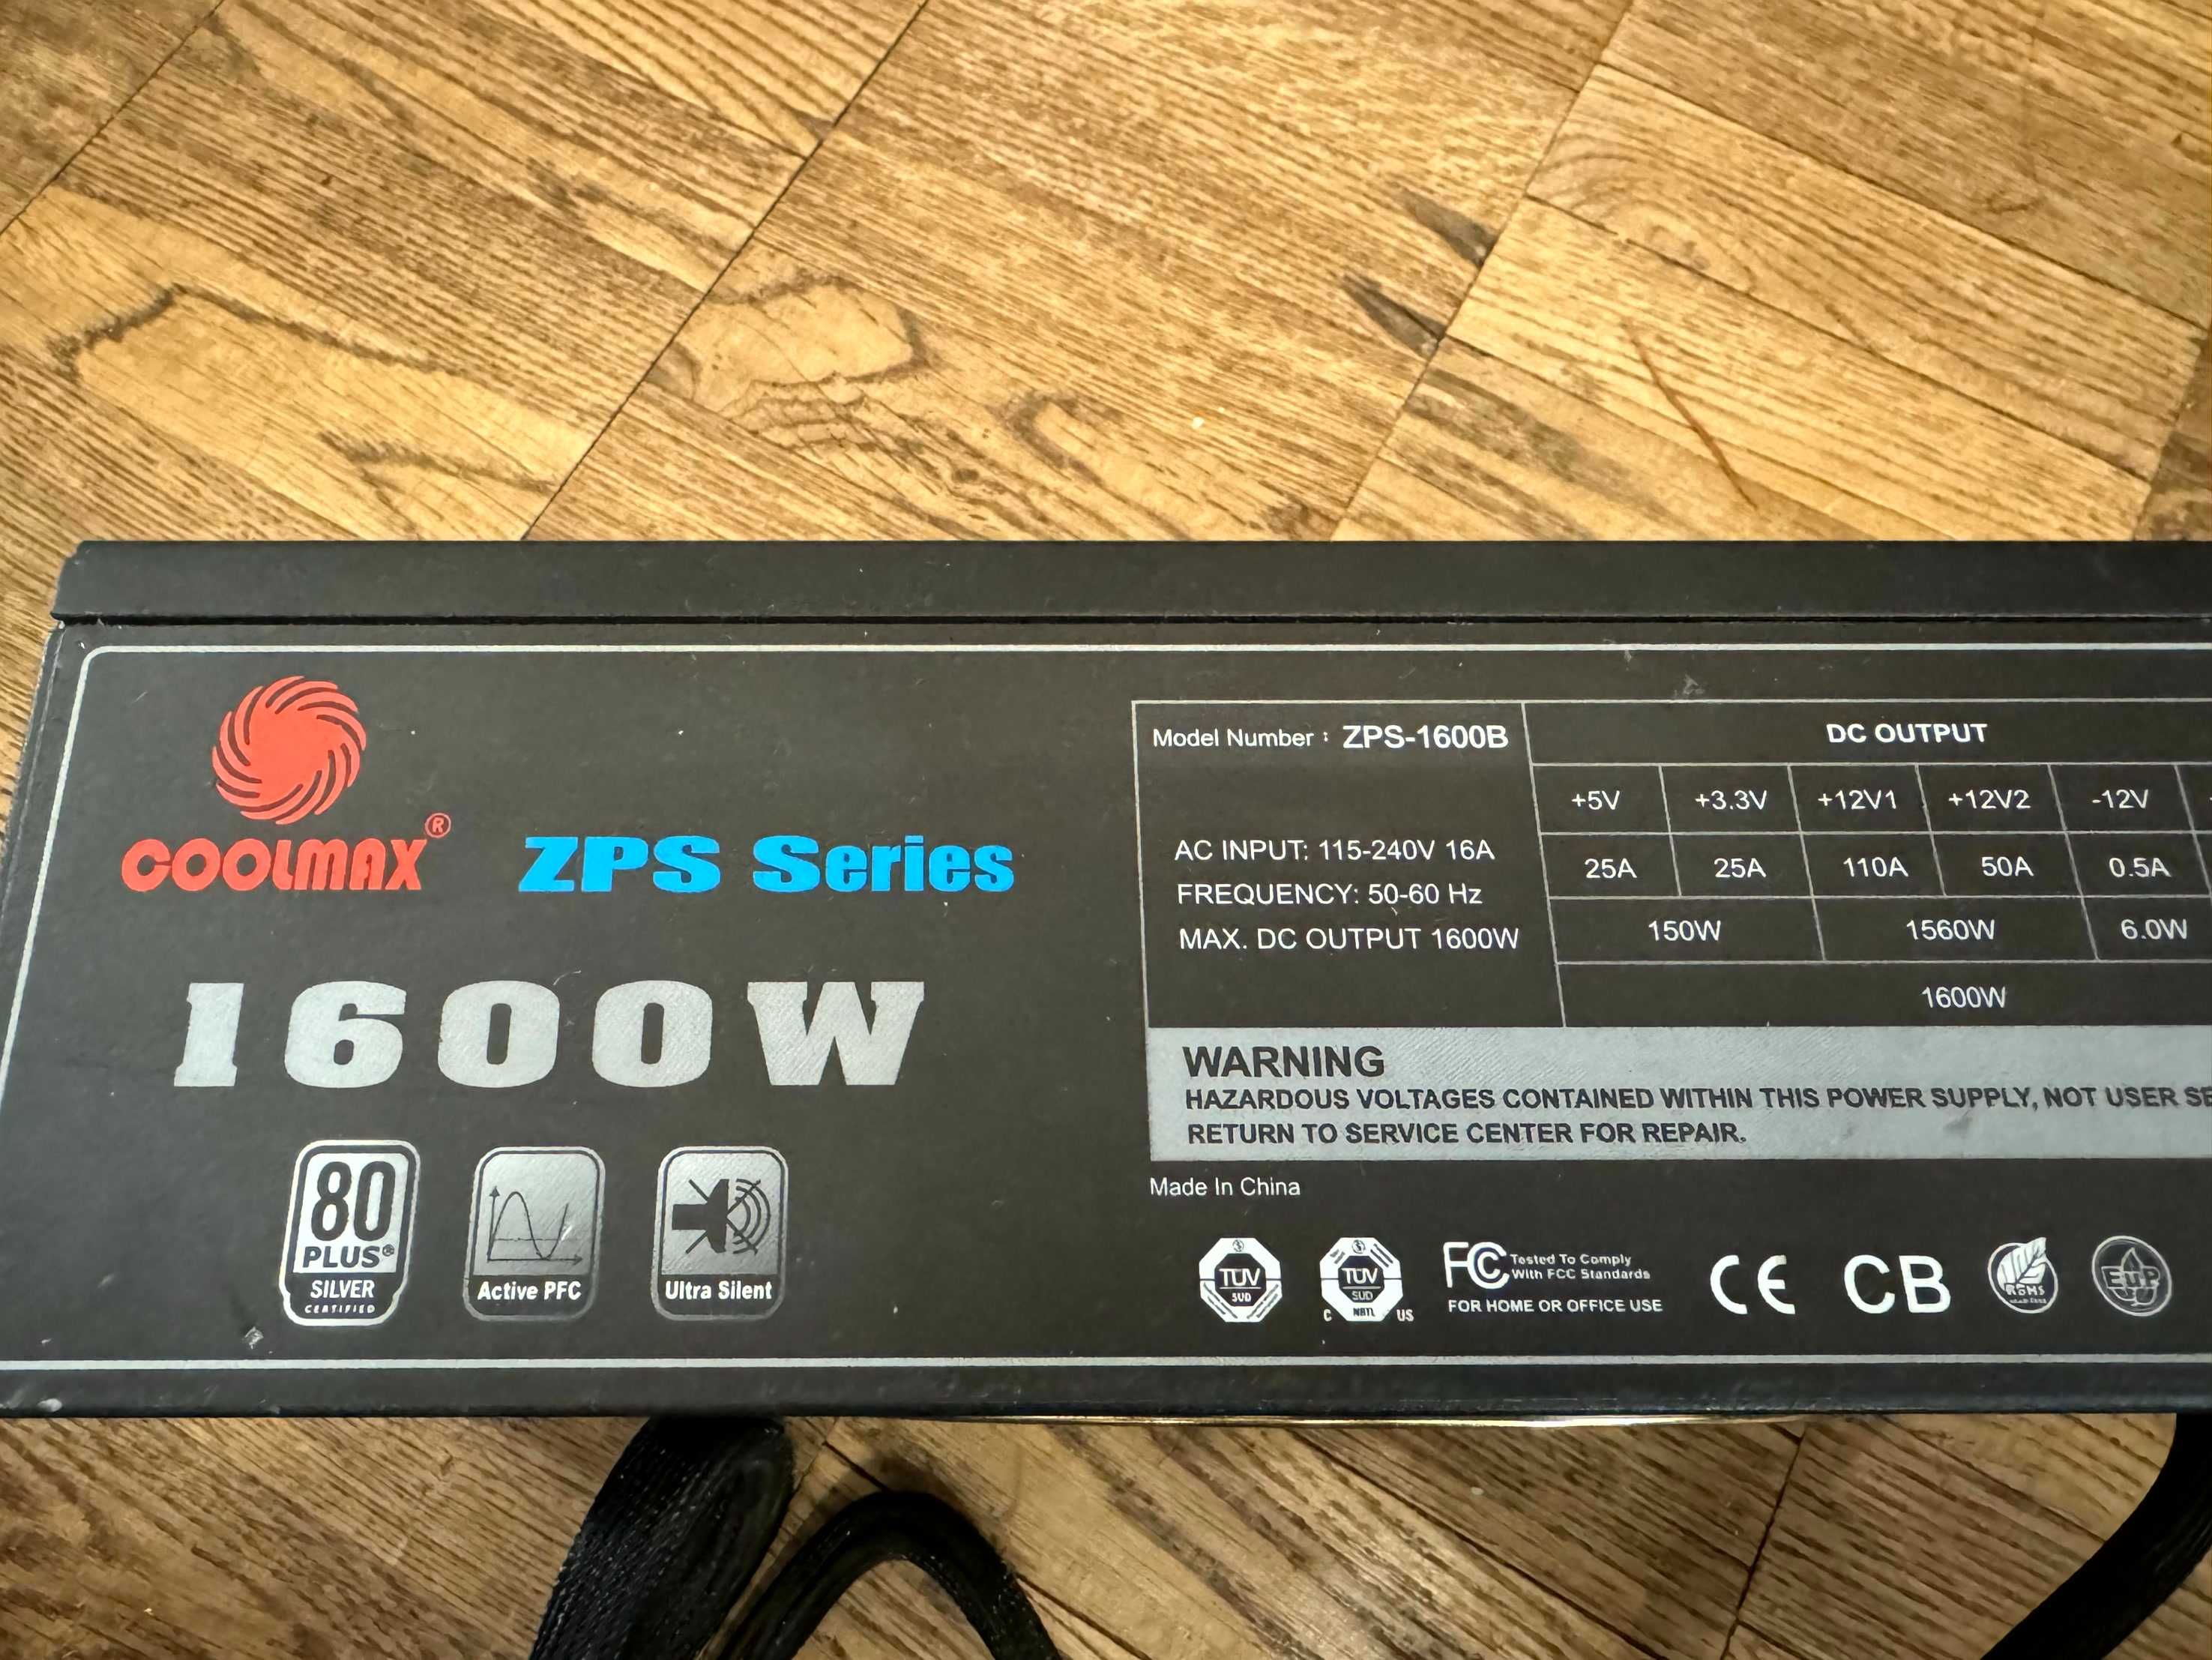 COOLMAX®
ZPS Series
1600W
80
PLUS®
SILVER
CERTIFIED
Active PFC
Ultra Silent
Model Number : ZPS-1600B
AC INPUT: 115-240V 16A
FREQUENCY: 50-60 Hz
MAX. DC OUTPUT 1600W
DC OUTPUT
+5V +3.3V +12V1 +12V2 -12V
25A 25A 110A 50A 0.5A
150W 1560W 6.0W
1600W
WARNING
HAZARDOUS VOLTAGES CONTAINED WITHIN THIS POWER SUPPLY, NOT USER SE
RETURN TO SERVICE CENTER FOR REPAIR.
Made In China
TUV
SUD
TUV
SUD
NRTL
C US
FC Tested To Comply
With FCC Standards
FOR HOME OR OFFICE USE
CE
CB
RoHS
EuP